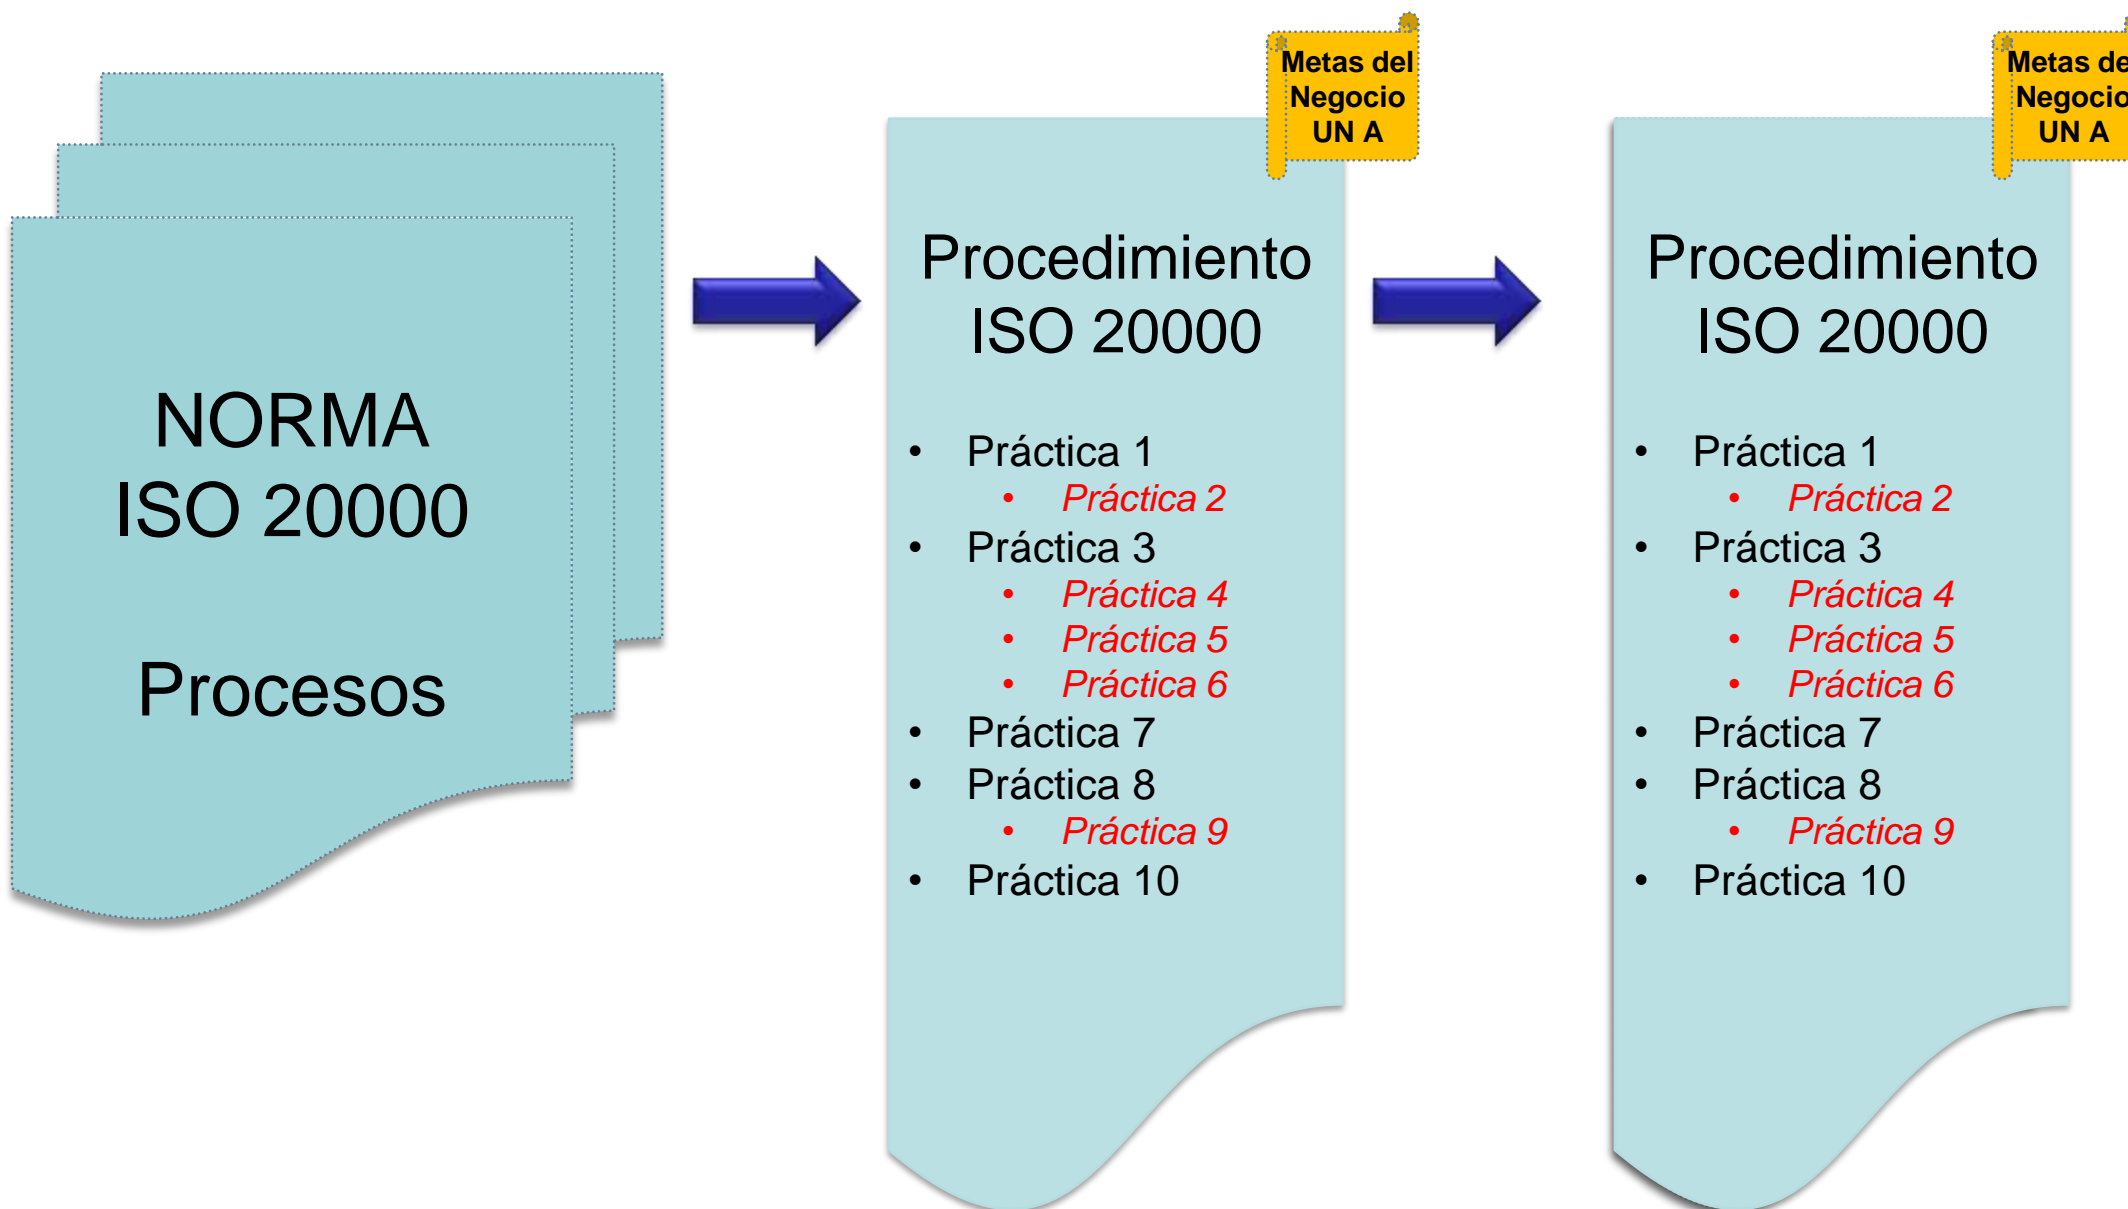 NORMA
ISO 20000
Procesos
Metas del
Negocio
UN A
Procedimiento
ISO 20000
• Práctica 1
• Práctica 2
• Práctica 3
• Práctica 4
• Práctica 5
• Práctica 6
• Práctica 7
• Práctica 8
• Práctica 9
• Práctica 10
Metas de
Negocio
UN A
Procedimiento
ISO 20000
• Práctica 1
• Práctica 2
• Práctica 3
• Práctica 4
• Práctica 5
• Práctica 6
• Práctica 7
• Práctica 8
• Práctica 9
• Práctica 10